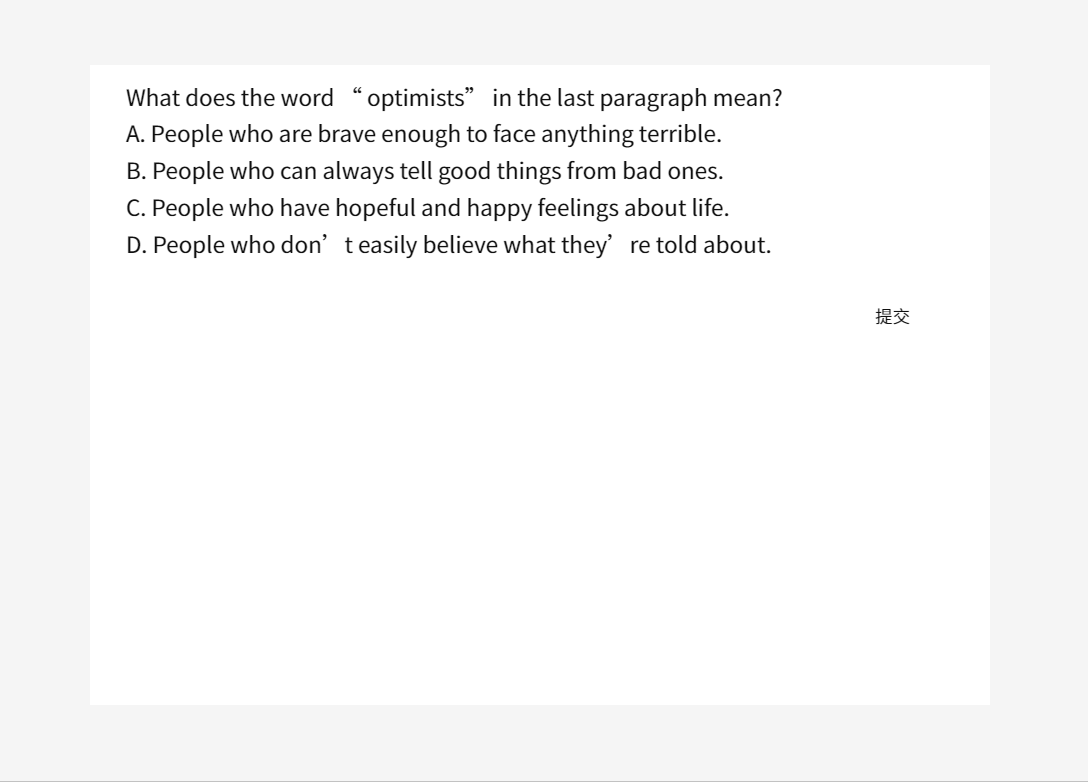 What does the word “optimists” in the last paragraph mean?
A. People who are brave enough to face anything terrible.
B. People who can always tell good things from bad ones.
C. People who have hopeful and happy feelings about life.
D. People who don’t easily believe what they’re told about.
提交